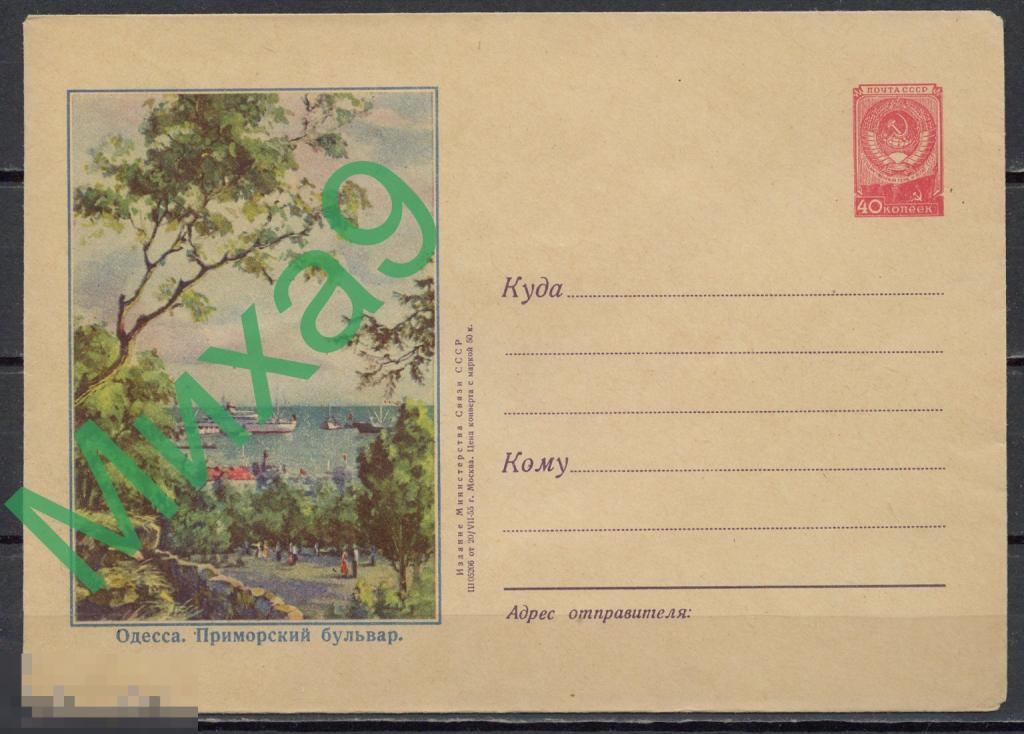 ПОЧТА СССР
40 КОПЕЕК
Миха9
Куда
Кому
Адрес отправителя:
Издание Министерства Связи СССР
Ш05206 от 20/VII-55 г. Москва. Цена конверта с маркой 50 к.
Одесса. Приморский бульвар.